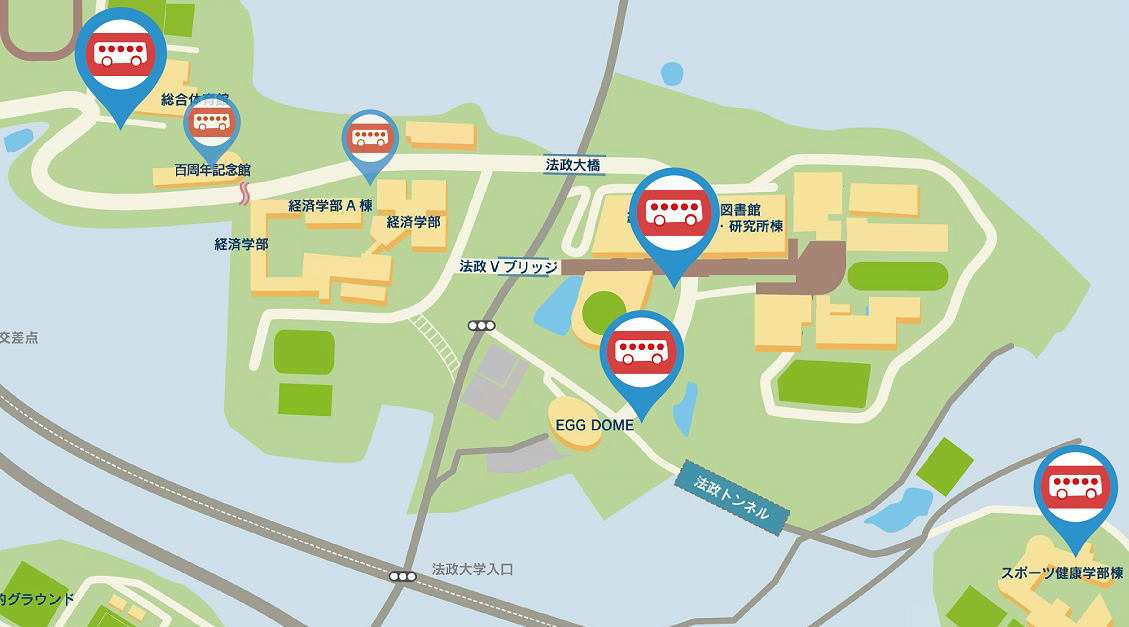 総合体育館
百周年記念館
経済学部A棟
経済学部
経済学部
法政大橋
図書館
・研究所棟
法政Vブリッジ
交差点
EGG DOME
法政トンネル
法政大学入口
スポーツ健康学部棟
的グラウンド